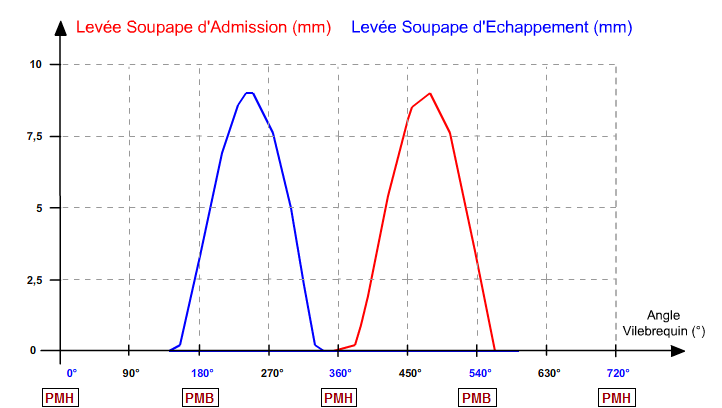 Levée Soupape d'Admission (mm) Levée Soupape d'Echappement (mm)
10
7,5
5
2,5
0
Angle
Vilebrequin (°)
0° 90° 180° 270° 360° 450° 540° 630° 720°
PMH PMB PMH PMB PMH